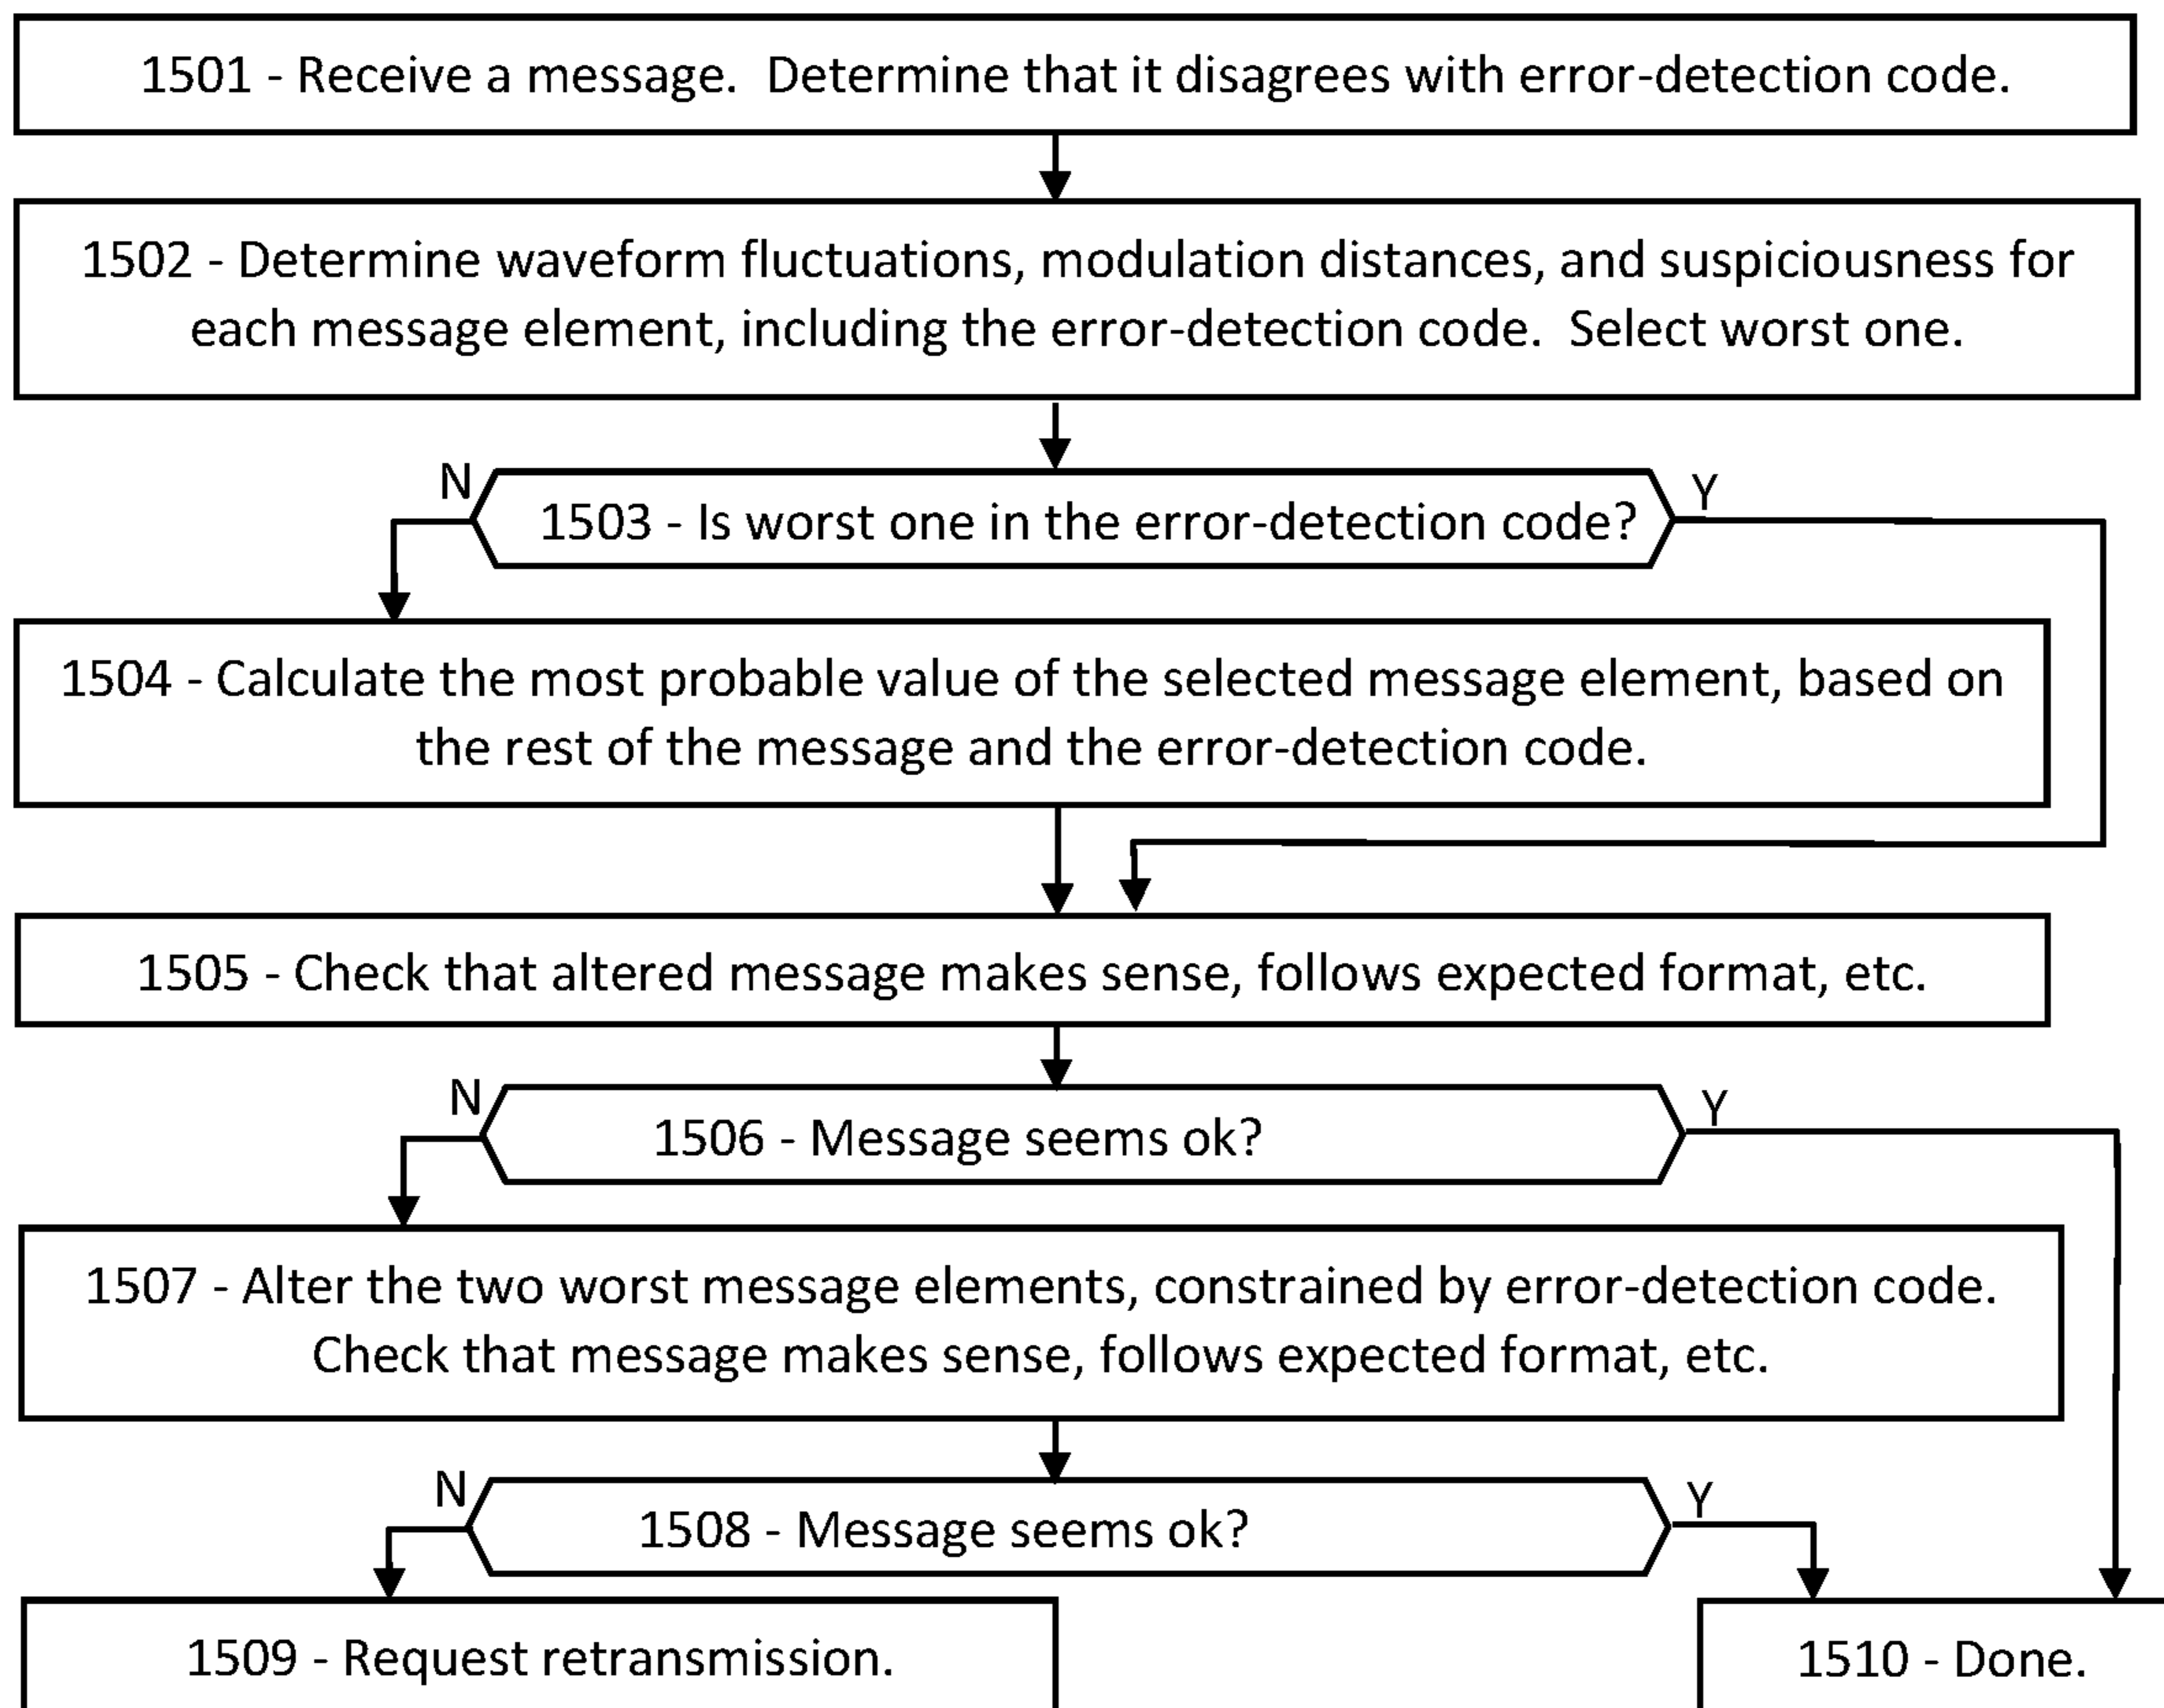 1501 - Receive a message.  Determine that it disagrees with error-detection code.
1502 - Determine waveform fluctuations, modulation distances, and suspiciousness for
each message element, including the error-detection code.  Select worst one.
N
Y
1503 - Is worst one in the error-detection code?
1504 - Calculate the most probable value of the selected message element, based on
the rest of the message and the error-detection code.
1505 - Check that altered message makes sense, follows expected format, etc.
N
Y
1506 - Message seems ok?
1507 - Alter the two worst message elements, constrained by error-detection code.
Check that message makes sense, follows expected format, etc.
N
Y
1508 - Message seems ok?
1509 - Request retransmission.
1510 - Done.